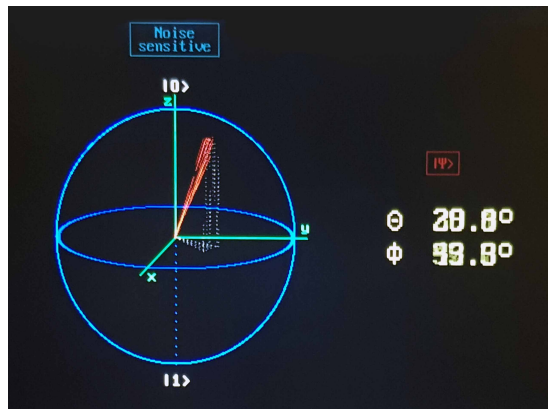 Noise
sensitive
|0>
z
y
x
|1>
|Ψ>
Θ
Φ